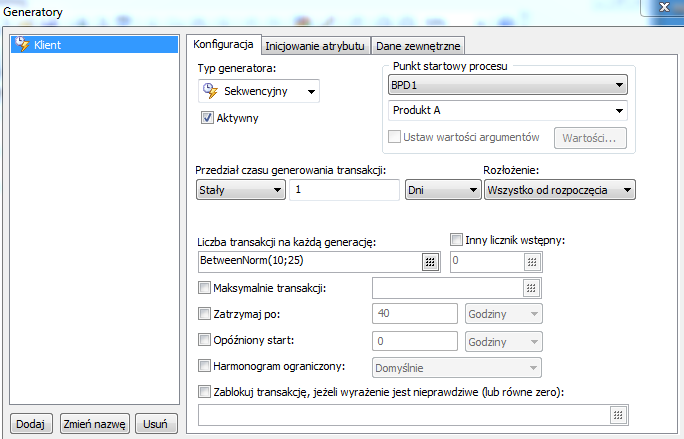 Generatory
Klient
Konfiguracja Inicjowanie atrybutu Dane zewnętrzne
Typ generatora:
Sekwencyjny
Aktywny
Punkt startowy procesu
BPD1
Produkt A
Ustaw wartości argumentów Wartości...
Przedział czasu generowania transakcji: Rozłożenie:
Stały 1 Dni Wszystko od rozpoczęcia
Liczba transakcji na każdą generację: Inny licznik wstępny:
BetweenNorm(10;25) 0
Maksymalnie transakcji:
Zatrzymaj po: 40 Godziny
Opóźniony start: 0 Godziny
Harmonogram ograniczony: Domyślnie
Zablokuj transakcję, jeżeli wyrażenie jest nieprawdziwe (lub równe zero):
Dodaj Zmień nazwę Usuń